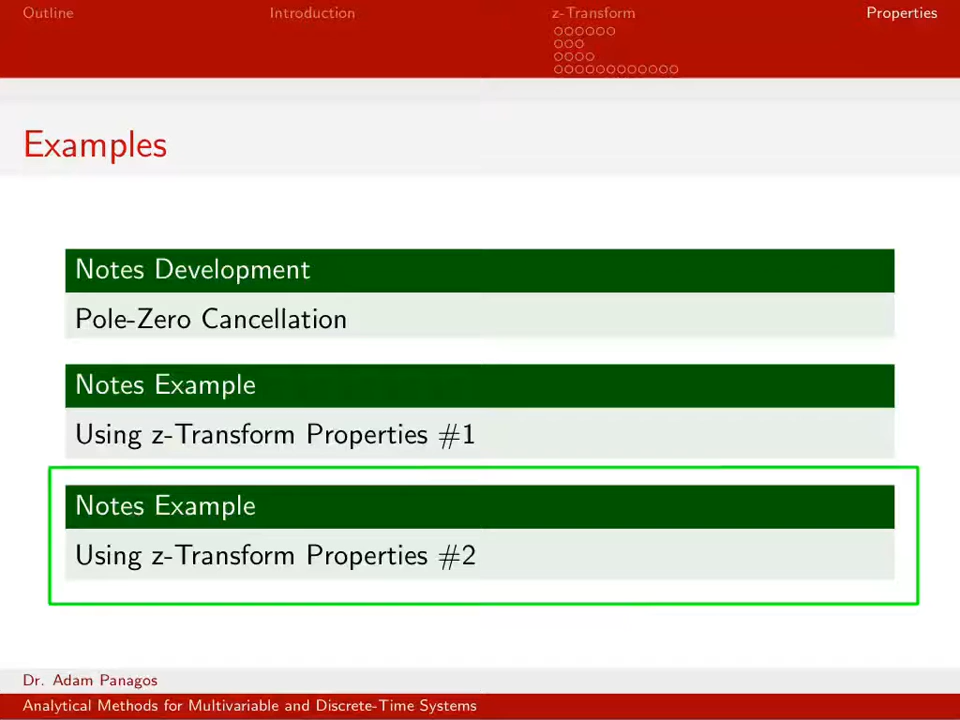 Outline Introduction z-Transform Properties
Examples
Notes Development
Pole-Zero Cancellation
Notes Example
Using z-Transform Properties #1
Notes Example
Using z-Transform Properties #2
Dr. Adam Panagos
Analytical Methods for Multivariable and Discrete-Time Systems